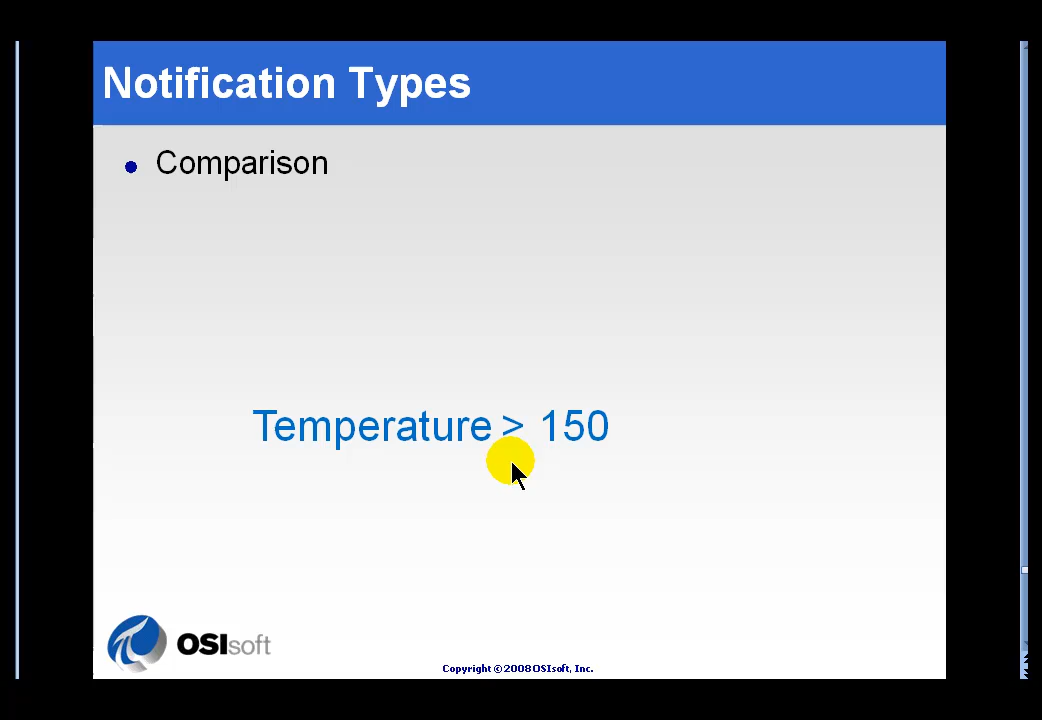 Notification Types
Comparison
Temperature > 150
OSIsoft
Copyright © 2008 OSIsoft, Inc.